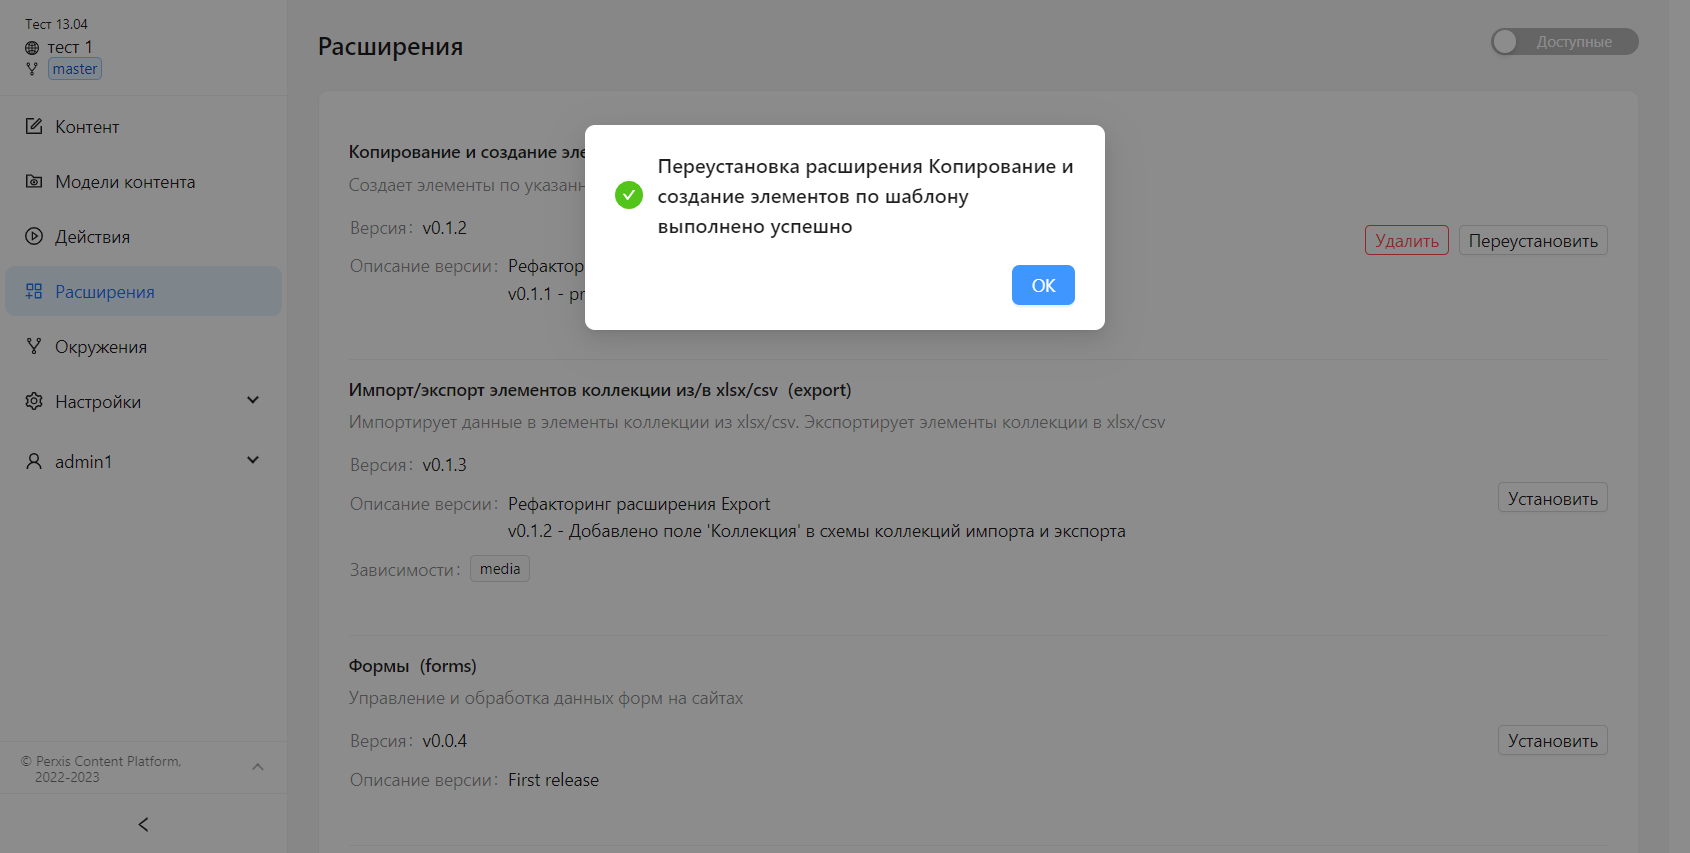 Тест 13.04
тест 1
master
Контент
Модели контента
Действия
Расширения
Окружения
Настройки
admin1
© Perxis Content Platform,
2022-2023
Расширения
Доступные
Переустановка расширения Копирование и
создание элементов по шаблону
выполнено успешно
OK
Копирование и создание
Создает элементы по
Версия: v0.1.2
Описание версии:
v0.1.1 -
Удалить
Переустановить
Импорт/экспорт элементов коллекции из/в xlsx/csv (export)
Импортирует данные в элементы коллекции из xlsx/csv. Экспортирует элементы коллекции в xlsx/csv
Версия: v0.1.3
Описание версии: Рефакторинг расширения Export
v0.1.2 - Добавлено поле 'Коллекция' в схемы коллекций импорта и экспорта
Зависимости: media
Установить
Формы (forms)
Управление и обработка данных форм на сайтах
Версия: v0.0.4
Описание версии: First release
Установить